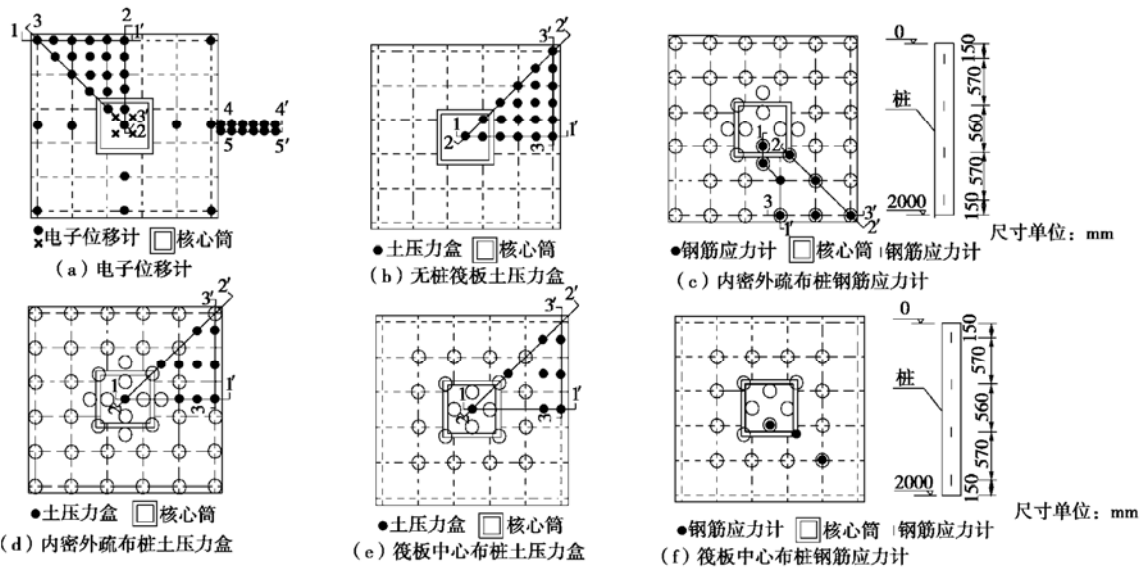 1 3 2 1′
3′
2
4 4′
5 5′
电子位移计 核心筒
(a)电子位移计
3′ 2′
1 1′
2 3
土压力盒 核心筒
(b)无桩筏板土压力盒
1
2
3 3′
1′ 2′
0
桩
2000
150
570
560
570
150
尺寸单位:mm
钢筋应力计 核心筒 钢筋应力计
(c)内密外疏布桩钢筋应力计
3′ 2′
1 1′
2 3
土压力盒 核心筒
(d)内密外疏布桩土压力盒
3′ 2′
1 1′
2 3
土压力盒 核心筒
(e)筏板中心布桩土压力盒
0
桩
2000
150
570
560
570
150
尺寸单位:mm
钢筋应力计 核心筒 钢筋应力计
(f)筏板中心布桩钢筋应力计